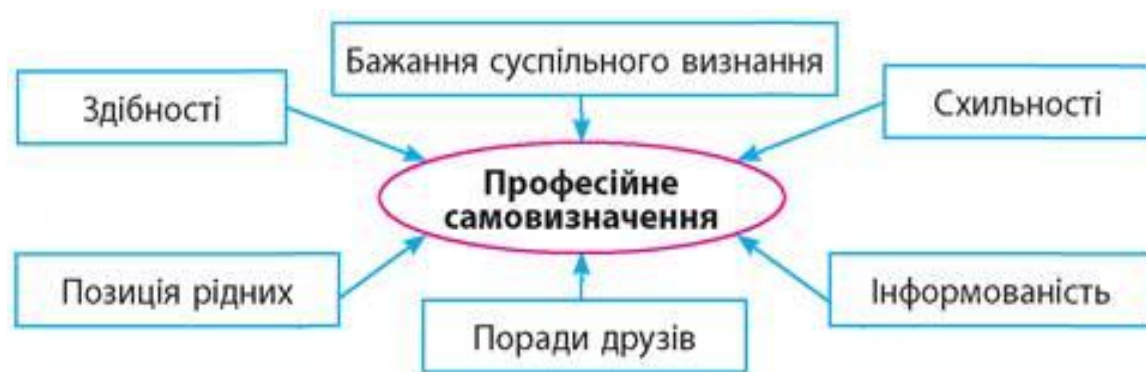 Бажання суспільного визнання
Здібності
Схильності
Професійне
самовизначення
Позиція рідних
Інформованість
Поради друзів